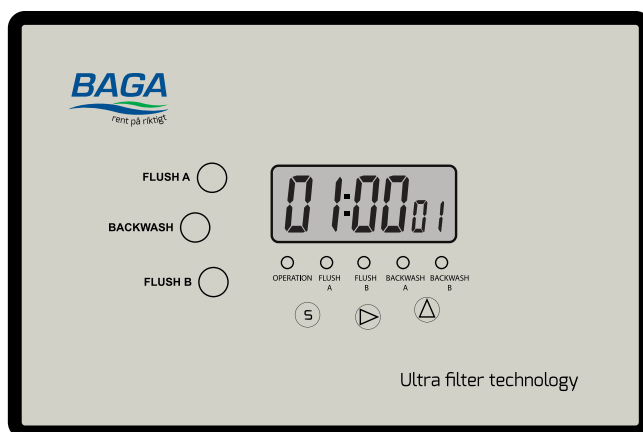 BAGA
rent på riktigt
FLUSH A
BACKWASH
FLUSH B
01:00 01
OPERATION FLUSH A FLUSH B BACKWASH A BACKWASH B
S
Ultra filter technology